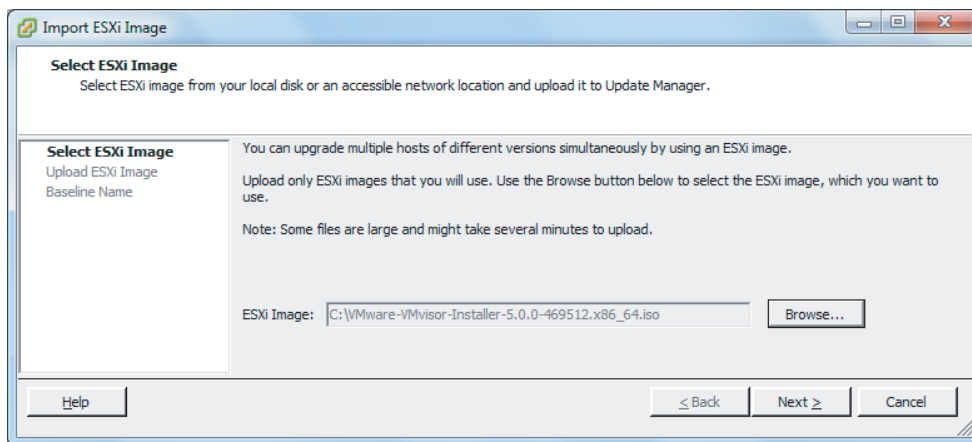 Import ESXi Image
Select ESXi Image
Select ESXi image from your local disk or an accessible network location and upload it to Update Manager.
Select ESXi Image
Upload ESXi Image
Baseline Name
You can upgrade multiple hosts of different versions simultaneously by using an ESXi image.
Upload only ESXi images that you will use. Use the Browse button below to select the ESXi image, which you want to
use.
Note: Some files are large and might take several minutes to upload.
ESXi Image: C:\VMware-VMvisor-Installer-5.0.0-469512.x86_64.iso Browse...
Help < Back Next > Cancel